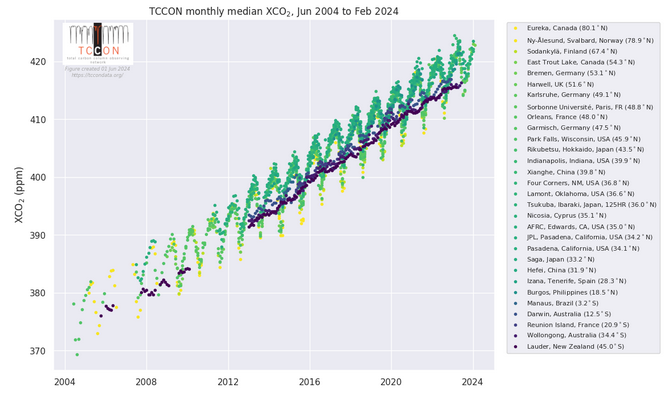 TCCON monthly median XCO₂, Jun 2004 to Feb 2024
TCCON
total carbon column observing network
Figure created 01 Jun 2024
https://tccondata.org/
XCO₂ (ppm)
420
410
400
390
380
370
2004 2008 2012 2016 2020 2024
Eureka, Canada (80.1°N)
Ny-Ålesund, Svalbard, Norway (78.9°N)
Sodankylä, Finland (67.4°N)
East Trout Lake, Canada (54.3°N)
Bremen, Germany (53.1°N)
Harwell, UK (51.6°N)
Karlsruhe, Germany (49.1°N)
Sorbonne Université, Paris, FR (48.8°N)
Orleans, France (48.0°N)
Garmisch, Germany (47.5°N)
Park Falls, Wisconsin, USA (45.9°N)
Rikubetsu, Hokkaido, Japan (43.5°N)
Indianapolis, Indiana, USA (39.9°N)
Xianghe, China (39.8°N)
Four Corners, NM, USA (36.8°N)
Lamont, Oklahoma, USA (36.6°N)
Tsukuba, Ibaraki, Japan, 125HR (36.0°N)
Nicosia, Cyprus (35.1°N)
AFRC, Edwards, CA, USA (35.0°N)
JPL, Pasadena, California, USA (34.2°N)
Pasadena, California, USA (34.1°N)
Saga, Japan (33.2°N)
Hefei, China (31.9°N)
Izana, Tenerife, Spain (28.3°N)
Burgos, Philippines (18.5°N)
Manaus, Brazil (3.2°S)
Darwin, Australia (12.5°S)
Reunion Island, France (20.9°S)
Wollongong, Australia (34.4°S)
Lauder, New Zealand (45.0°S)